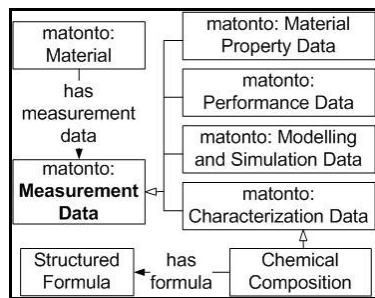 matonto:
Material
has
measurement
data
matonto:
Measurement
Data
matonto: Material
Property Data
matonto:
Performance Data
matonto: Modelling
and Simulation Data
matonto:
Characterization Data
Structured
Formula
has
formula
Chemical
Composition